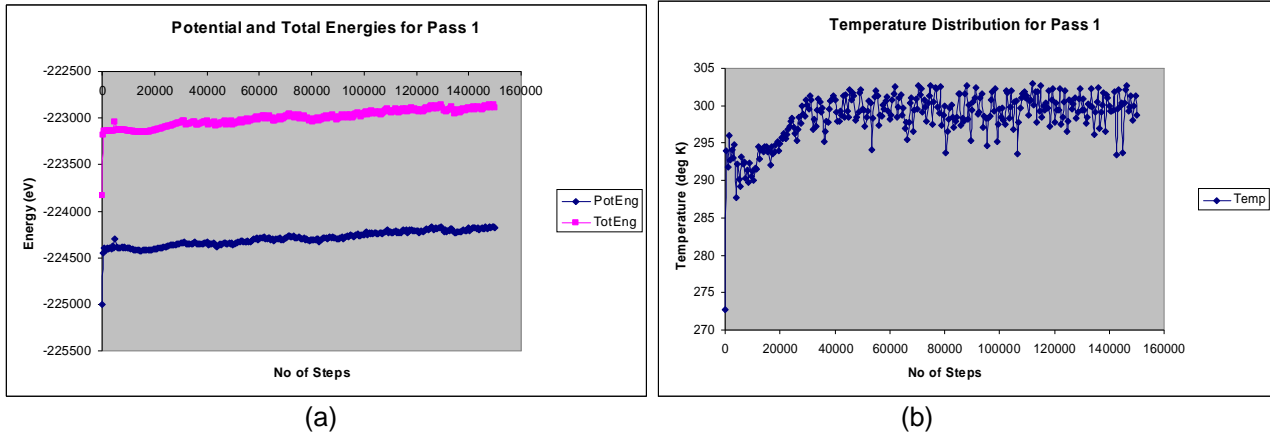 Potential and Total Energies for Pass 1
-222500
0 20000 40000 60000 80000 100000 120000 140000 160000
-223000
-223500
-224000
-224500
-225000
-225500
Energy (eV)
No of Steps
PotEng
TotEng
(a)
Temperature Distribution for Pass 1
305
300
295
290
285
280
275
270
0 20000 40000 60000 80000 100000 120000 140000 160000
Temperature (deg K)
No of Steps
Temp
(b)